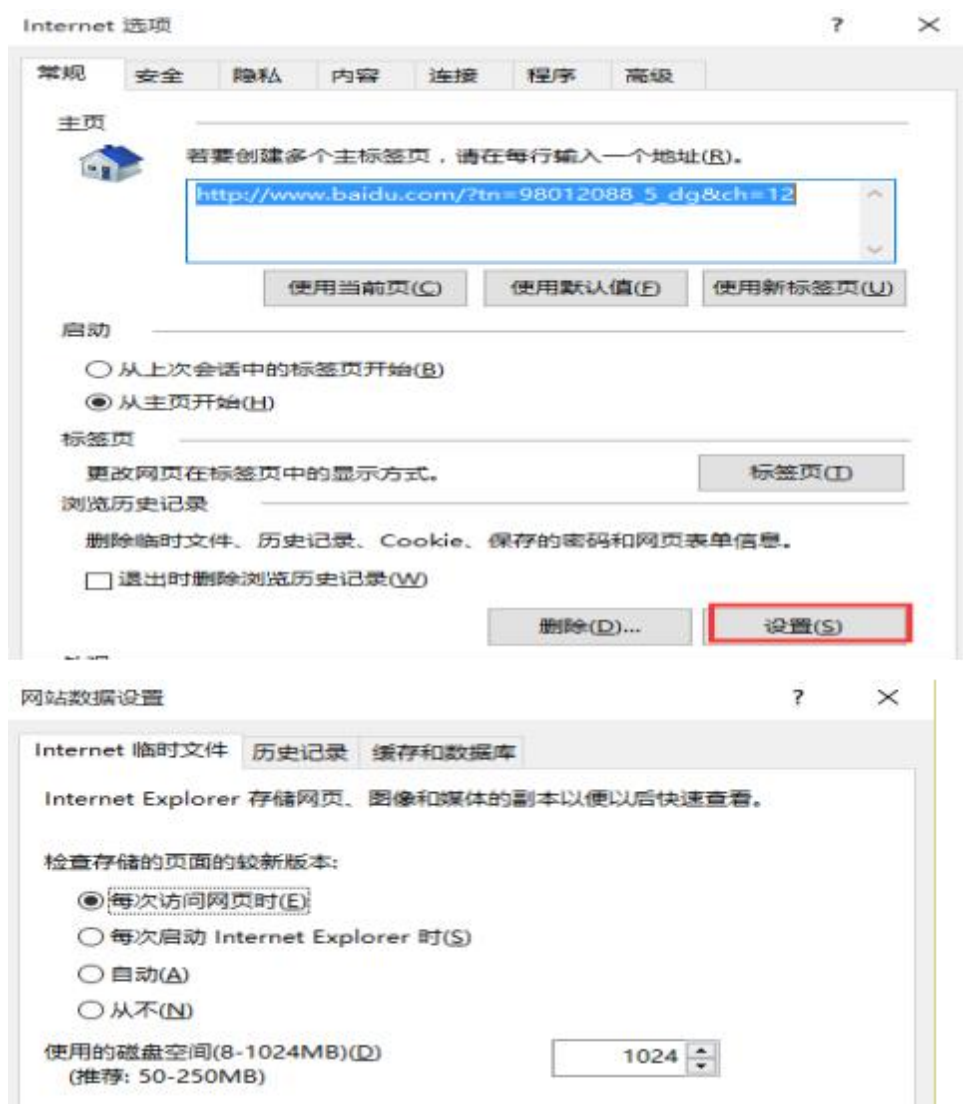 Internet 选项 ? ×
常规 安全 隐私 内容 连接 程序 高级
主页
若要创建多个主标签页，请在每行输入一个地址(R)。
http://www.baidu.com/?tn=98012088_5_dg&ch=12
使用当前页(C) 使用默认值(F) 使用新标签页(U)
启动
从上次会话中的标签页开始(B)
从主页开始(H)
标签页
更改网页在标签页中的显示方式。 标签页(T)
浏览历史记录
删除临时文件、历史记录、Cookie、保存的密码和网页表单信息。
退出时删除浏览历史记录(W)
删除(D)... 设置(S)
网站数据设置 ? ×
Internet 临时文件 历史记录 缓存和数据库
Internet Explorer 存储网页、图像和媒体的副本以便以后快速查看。
检查存储的页面的较新版本:
每次访问网页时(E)
每次启动 Internet Explorer 时(S)
自动(A)
从不(N)
使用的磁盘空间(8-1024MB)(D) 1024
(推荐: 50-250MB)